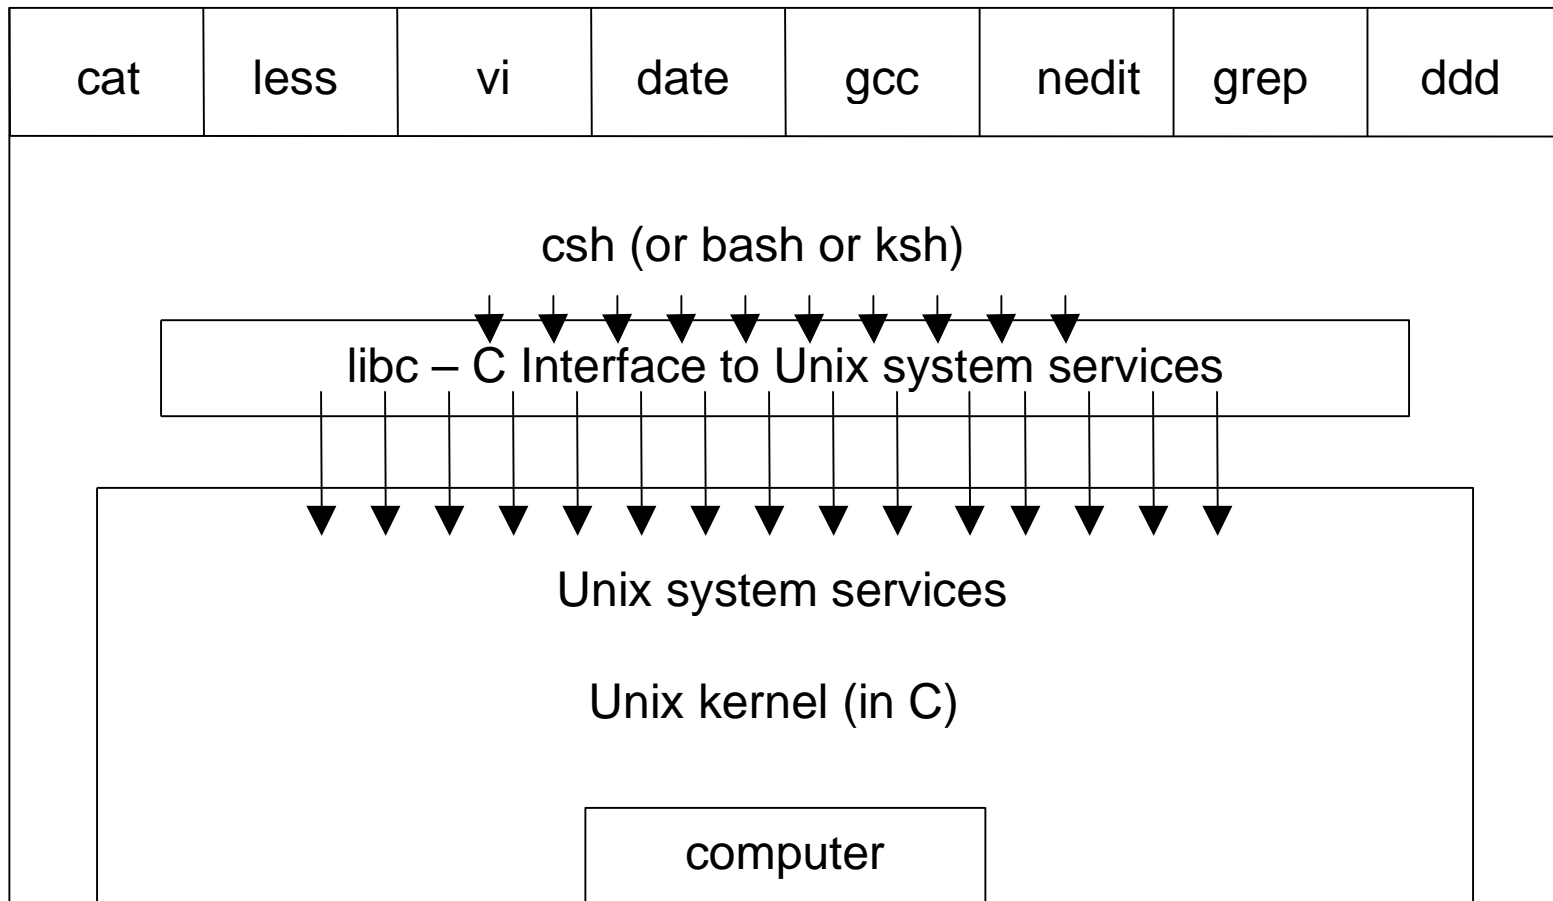 cat less vi date gcc nedit grep ddd
csh (or bash or ksh)
libc – C Interface to Unix system services
Unix system services
Unix kernel (in C)
computer